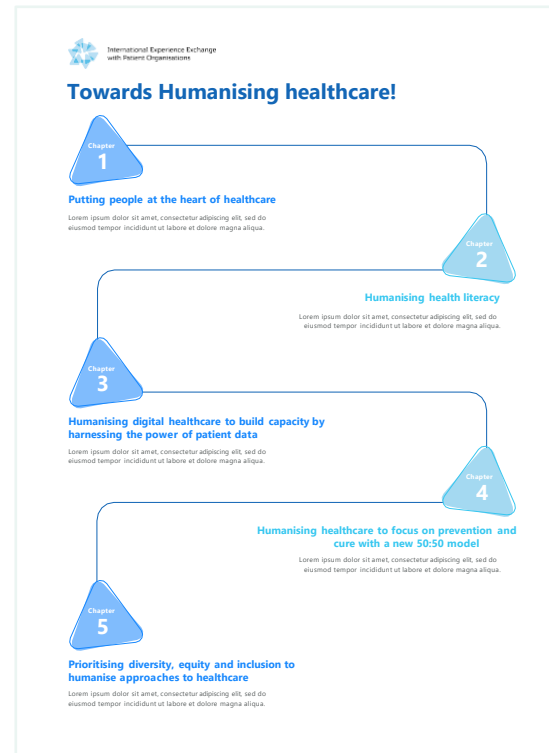 International Experience Exchange
with Patient Organisations
Towards Humanising healthcare!
Chapter
1
Putting people at the heart of healthcare
Lorem ipsum dolor sit amet, consectetur adipiscing elit, sed do
eiusmod tempor incididunt ut labore et dolore magna aliqua.
Chapter
2
Humanising health literacy
Lorem ipsum dolor sit amet, consectetur adipiscing elit, sed do
eiusmod tempor incididunt ut labore et dolore magna aliqua.
Chapter
3
Humanising digital healthcare to build capacity by
harnessing the power of patient data
Lorem ipsum dolor sit amet, consectetur adipiscing elit, sed do
eiusmod tempor incididunt ut labore et dolore magna aliqua.
Chapter
4
Humanising healthcare to focus on prevention and
cure with a new 50:50 model
Lorem ipsum dolor sit amet, consectetur adipiscing elit, sed do
eiusmod tempor incididunt ut labore et dolore magna aliqua.
Chapter
5
Prioritising diversity, equity and inclusion to
humanise approaches to healthcare
Lorem ipsum dolor sit amet, consectetur adipiscing elit, sed do
eiusmod tempor incididunt ut labore et dolore magna aliqua.